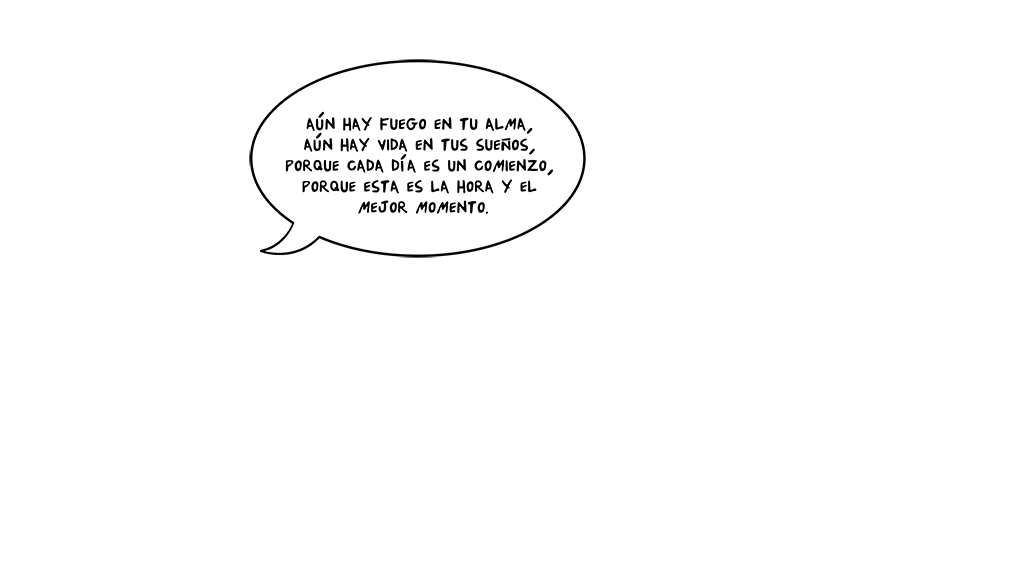 AÚN HAY FUEGO EN TU ALMA,
AÚN HAY VIDA EN TUS SUEÑOS,
PORQUE CADA DÍA ES UN COMIENZO,
PORQUE ESTA ES LA HORA Y EL
MEJOR MOMENTO.